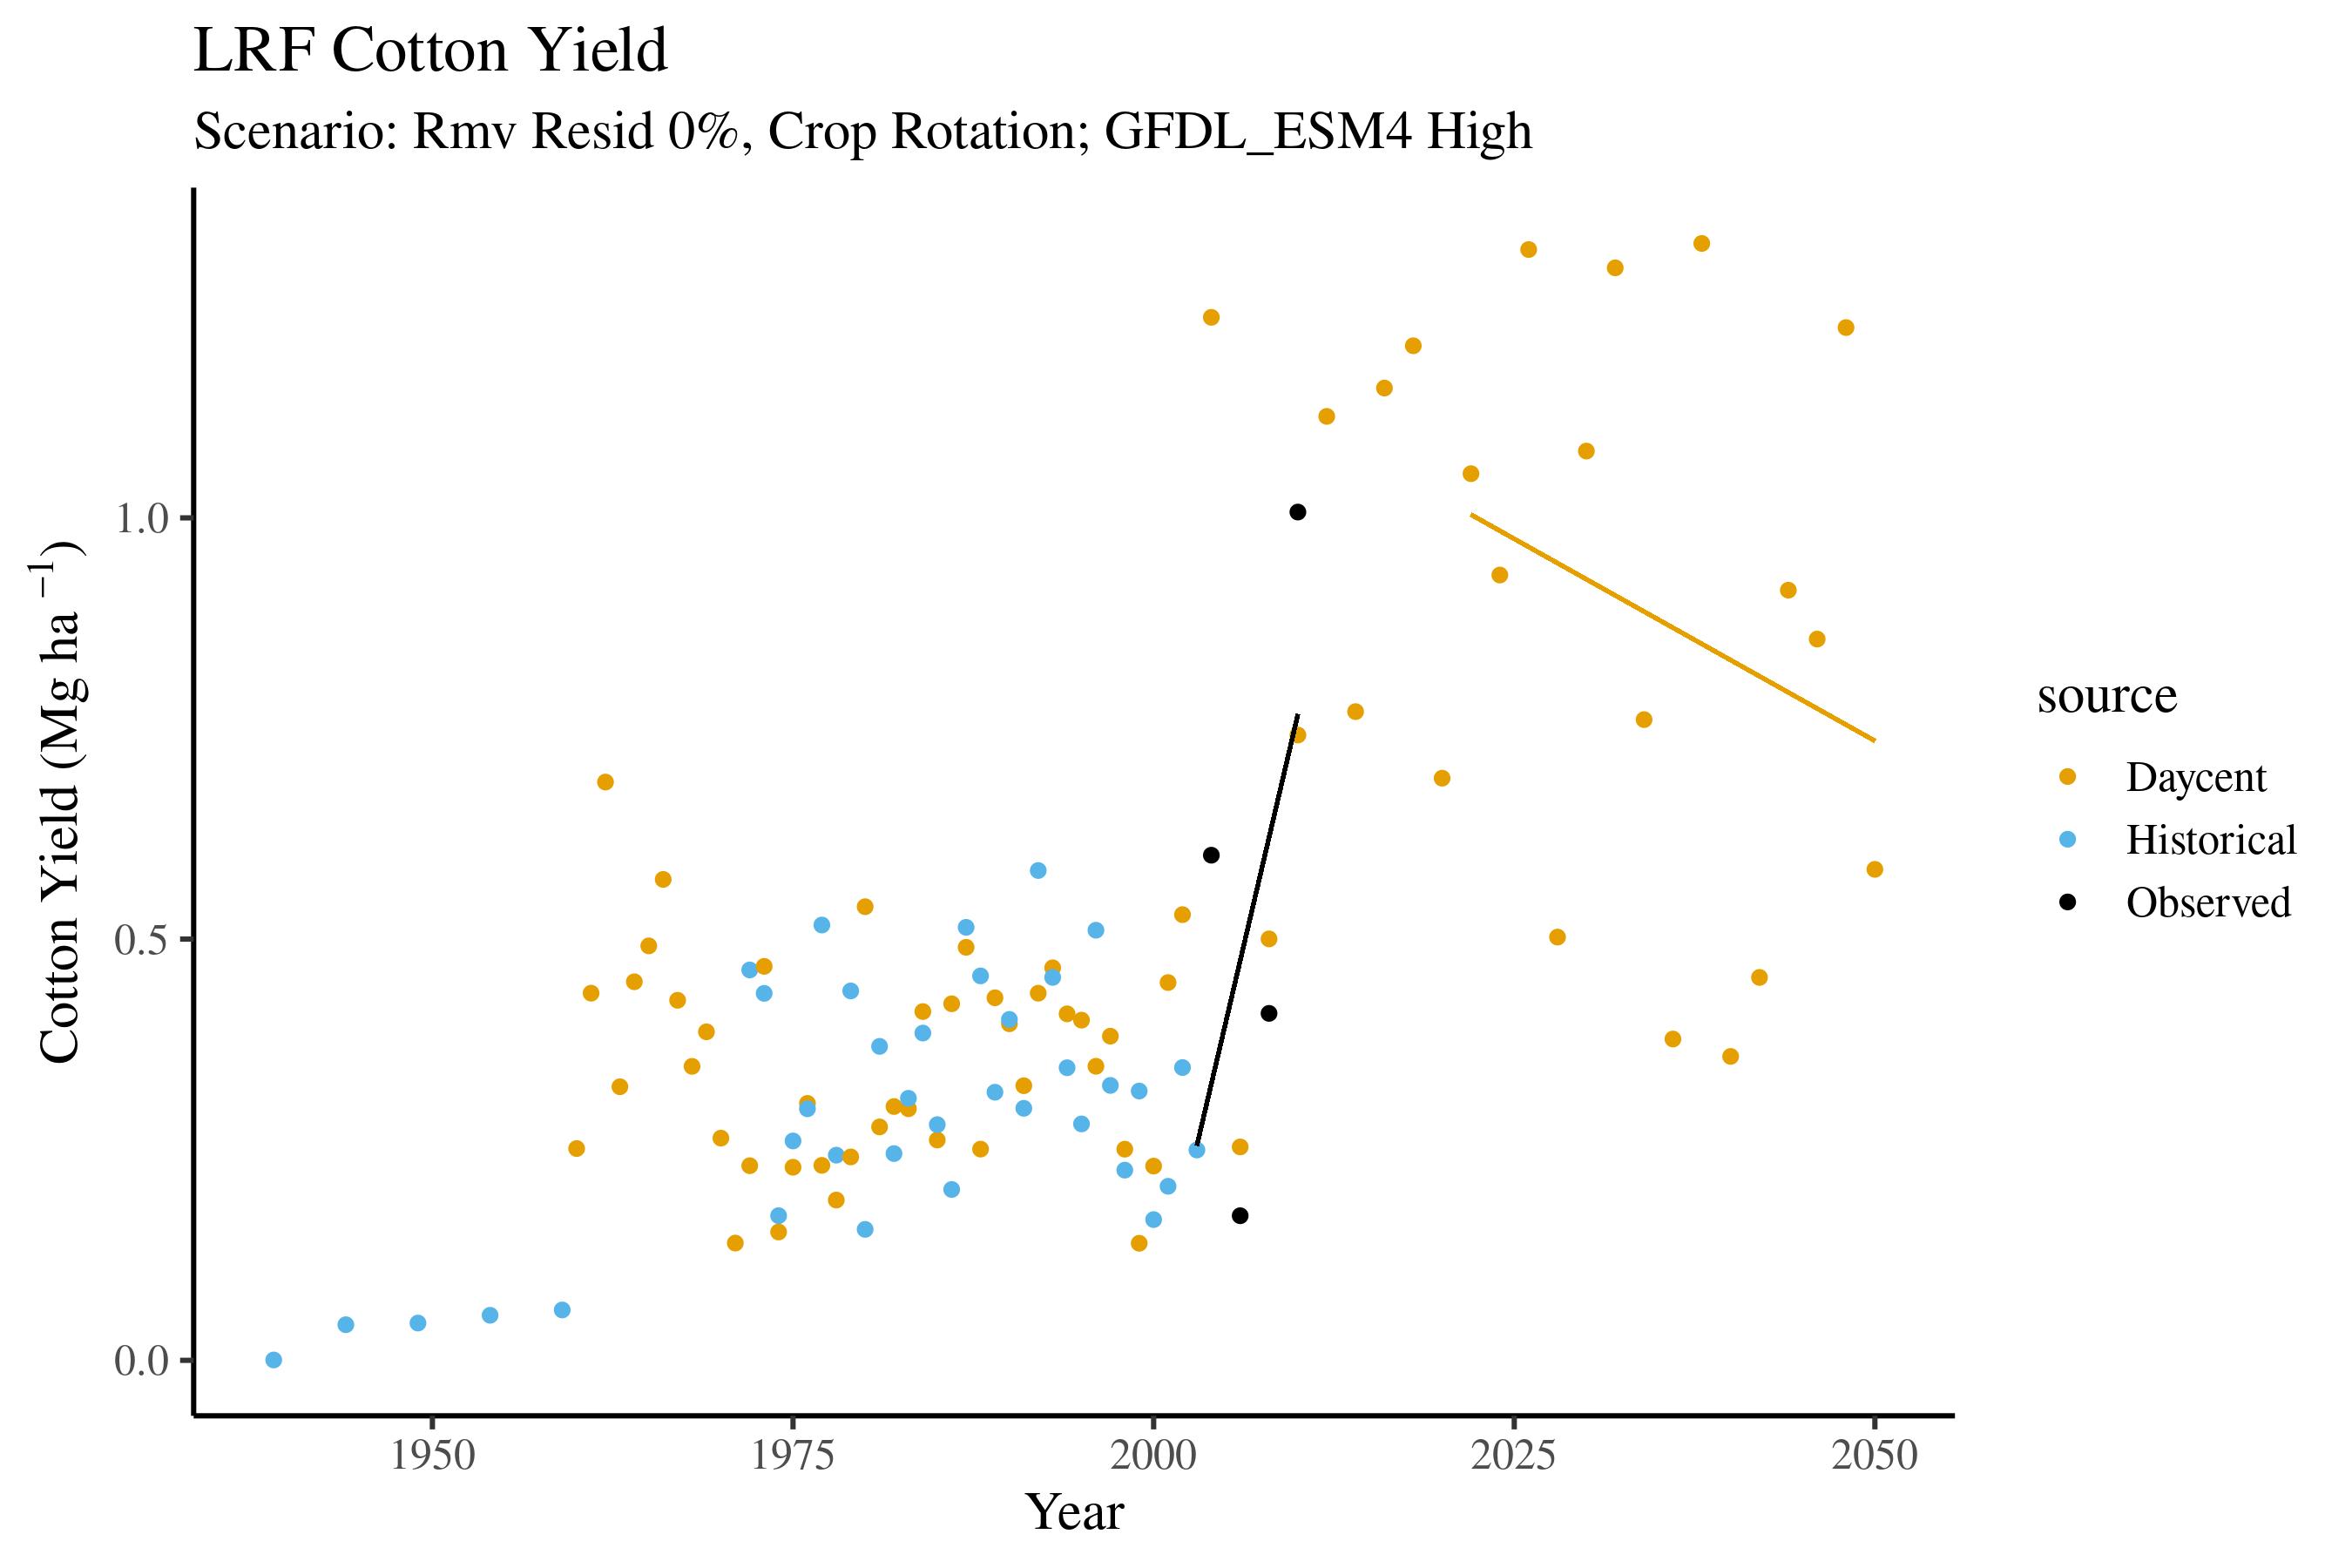 LRF Cotton Yield
Scenario: Rmv Resid 0%, Crop Rotation; GFDL_ESM4 High
Cotton Yield (Mg ha −1)
1.0
0.5
0.0
1950 1975 2000 2025 2050
Year
source
Daycent
Historical
Observed